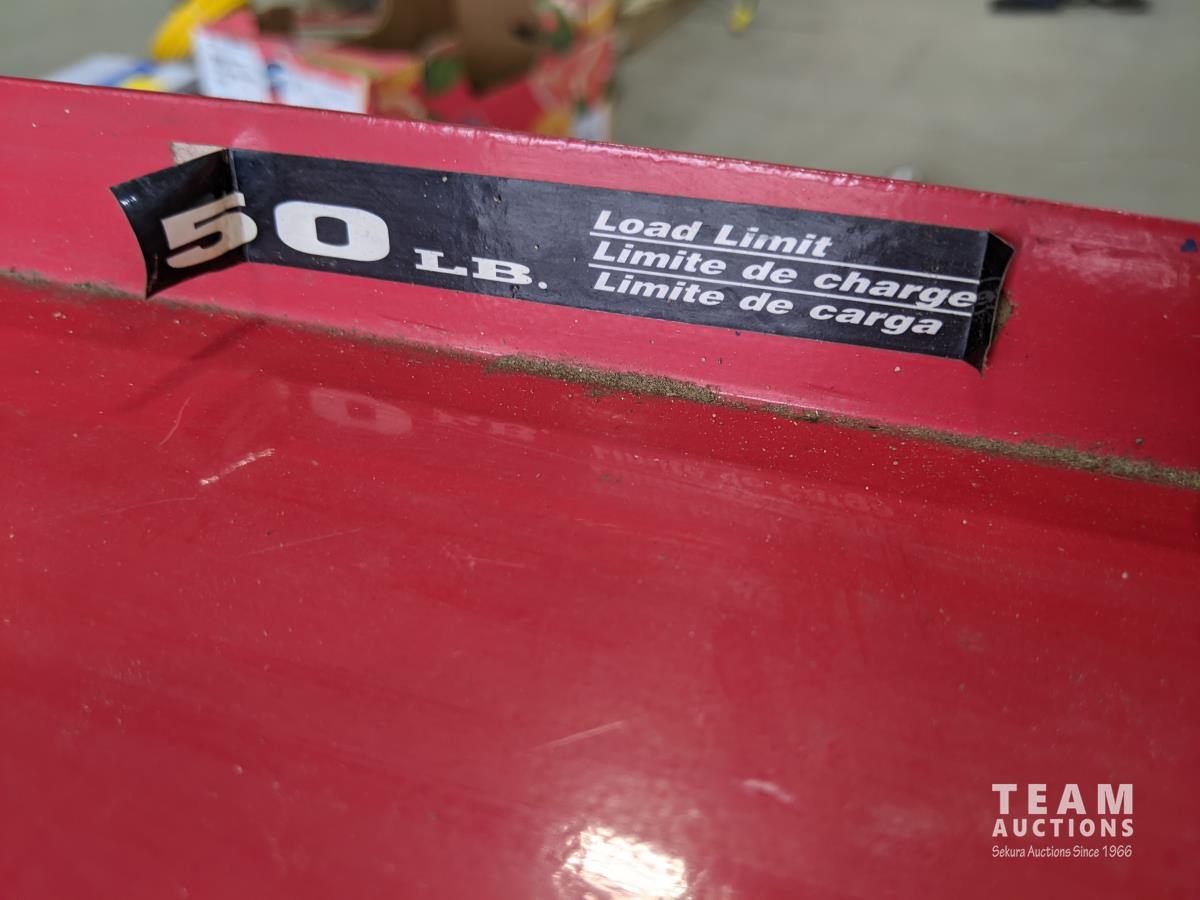 50 LB.
Load Limit
Limite de charge
Limite de carga
TEAM
AUCTIONS
Sekura Auctions Since 1966